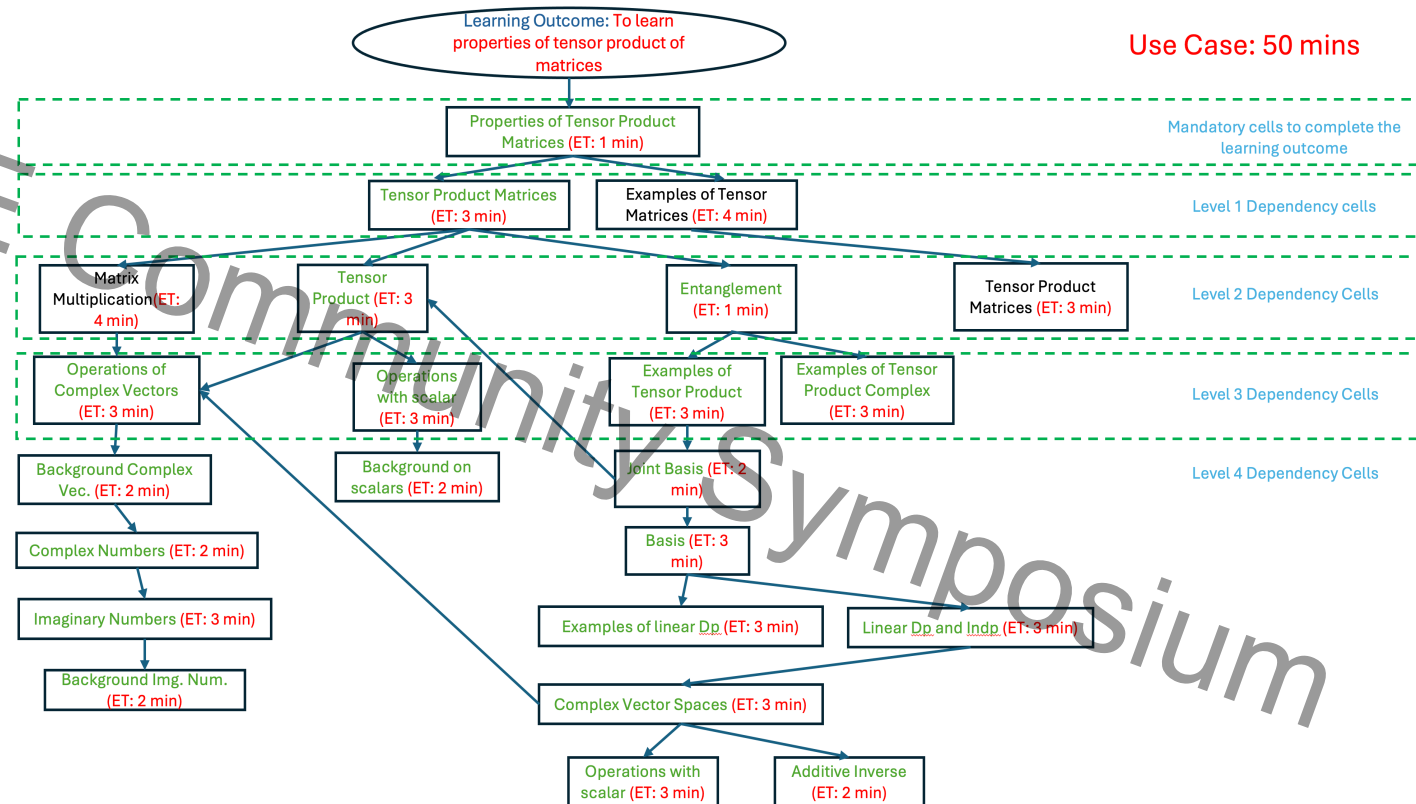 Learning Outcome: To learn
properties of tensor product of
matrices
Use Case: 50 mins
Properties of Tensor Product
Matrices (ET: 1 min)
Mandatory cells to complete the
learning outcome
Tensor Product Matrices
(ET: 3 min)
Examples of Tensor
Matrices (ET: 4 min)
Level 1 Dependency cells
Matrix
Multiplication(ET:
4 min)
Tensor
Product (ET: 3
min)
Entanglement
(ET: 1 min)
Tensor Product
Matrices (ET: 3 min)
Level 2 Dependency Cells
Operations of
Complex Vectors
(ET: 3 min)
Operations
with scalar
(ET: 3 min)
Examples of
Tensor Product
(ET: 3 min)
Examples of Tensor
Product Complex
(ET: 3 min)
Level 3 Dependency Cells
Background Complex
Vec. (ET: 2 min)
Background on
scalars (ET: 2 min)
Joint Basis (ET: 2
min)
Level 4 Dependency Cells
Complex Numbers (ET: 2 min)
Basis (ET: 3
min)
Imaginary Numbers (ET: 3 min)
Examples of linear Dp (ET: 3 min)
Linear Dp and Indp (ET: 3 min)
Background Img. Num.
(ET: 2 min)
Complex Vector Spaces (ET: 3 min)
Operations with
scalar (ET: 3 min)
Additive Inverse
(ET: 2 min)
Community Symposium